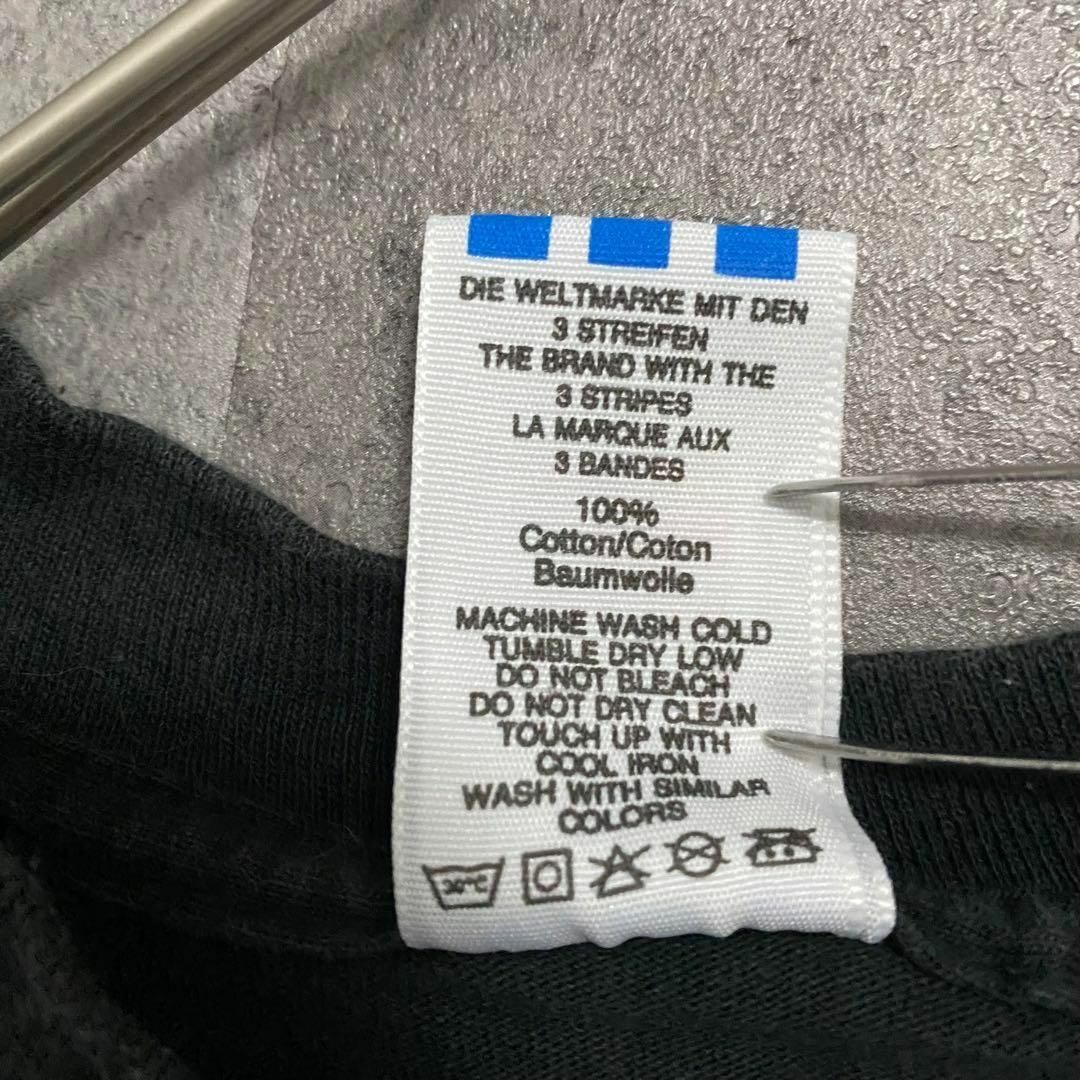 DIE WELTMARKE MIT DEN
3 STREIFEN
THE BRAND WITH THE
3 STRIPES
LA MARQUE AUX
3 BANDES
100%
Cotton/Coton
Baumwolle
MACHINE WASH COLD
TUMBLE DRY LOW
DO NOT BLEACH
DO NOT DRY CLEAN
TOUCH UP WITH
COOL IRON
WASH WITH SIMILAR
COLORS
30°C